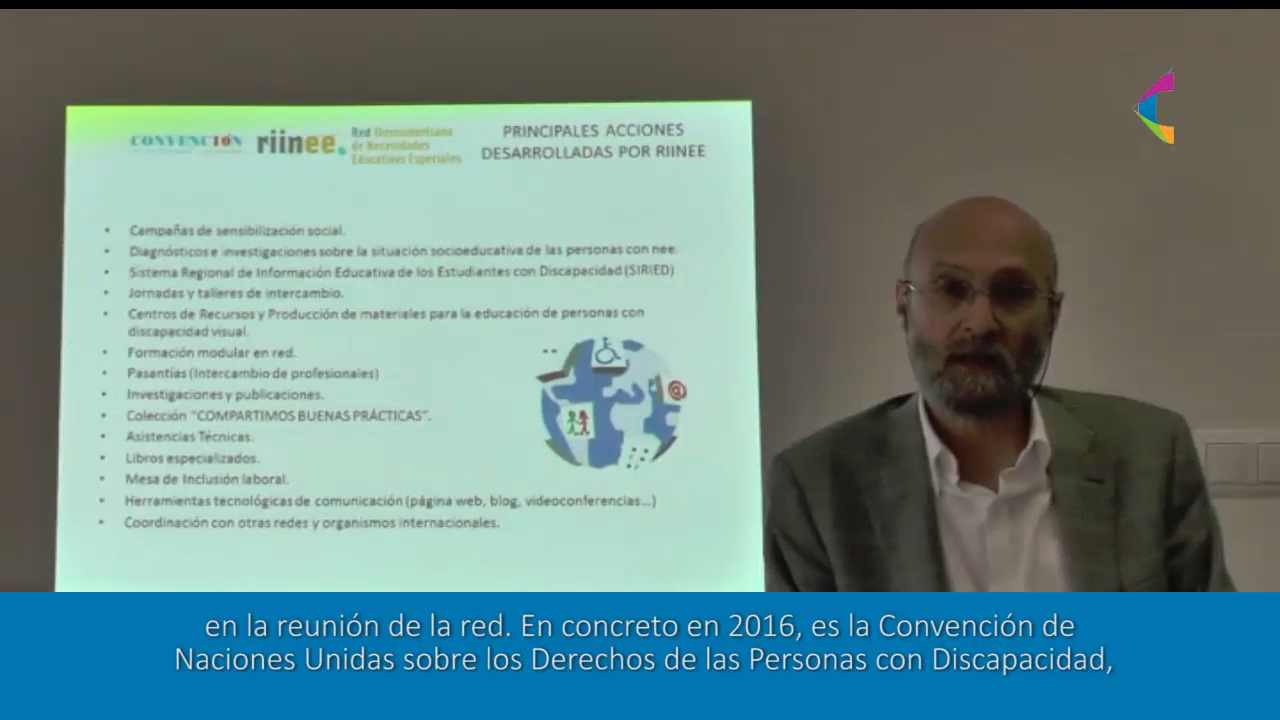 CONVENCIÓN
riinee.
Red Iberoamericana
de Necesidades
Educativas Especiales
PRINCIPALES ACCIONES
DESARROLLADAS POR RIINEE
• Campañas de sensibilización social.
• Diagnósticos e investigaciones sobre la situación socioeducativa de las personas con nee.
• Sistema Regional de Información Educativa de los Estudiantes con Discapacidad (SIRIED)
• Jornadas y talleres de intercambio.
• Centros de Recursos y Producción de materiales para la educación de personas con
discapacidad visual.
• Formación modular en red.
• Pasantías (Intercambio de profesionales)
• Investigaciones y publicaciones.
• Colección "COMPARTIMOS BUENAS PRÁCTICAS".
• Asistencias Técnicas.
• Libros especializados.
• Mesa de Inclusión laboral.
• Herramientas tecnológicas de comunicación (página web, blog, videoconferencias...)
• Coordinación con otras redes y organismos internacionales.
@
en la reunión de la red. En concreto en 2016, es la Convención de
Naciones Unidas sobre los Derechos de las Personas con Discapacidad,